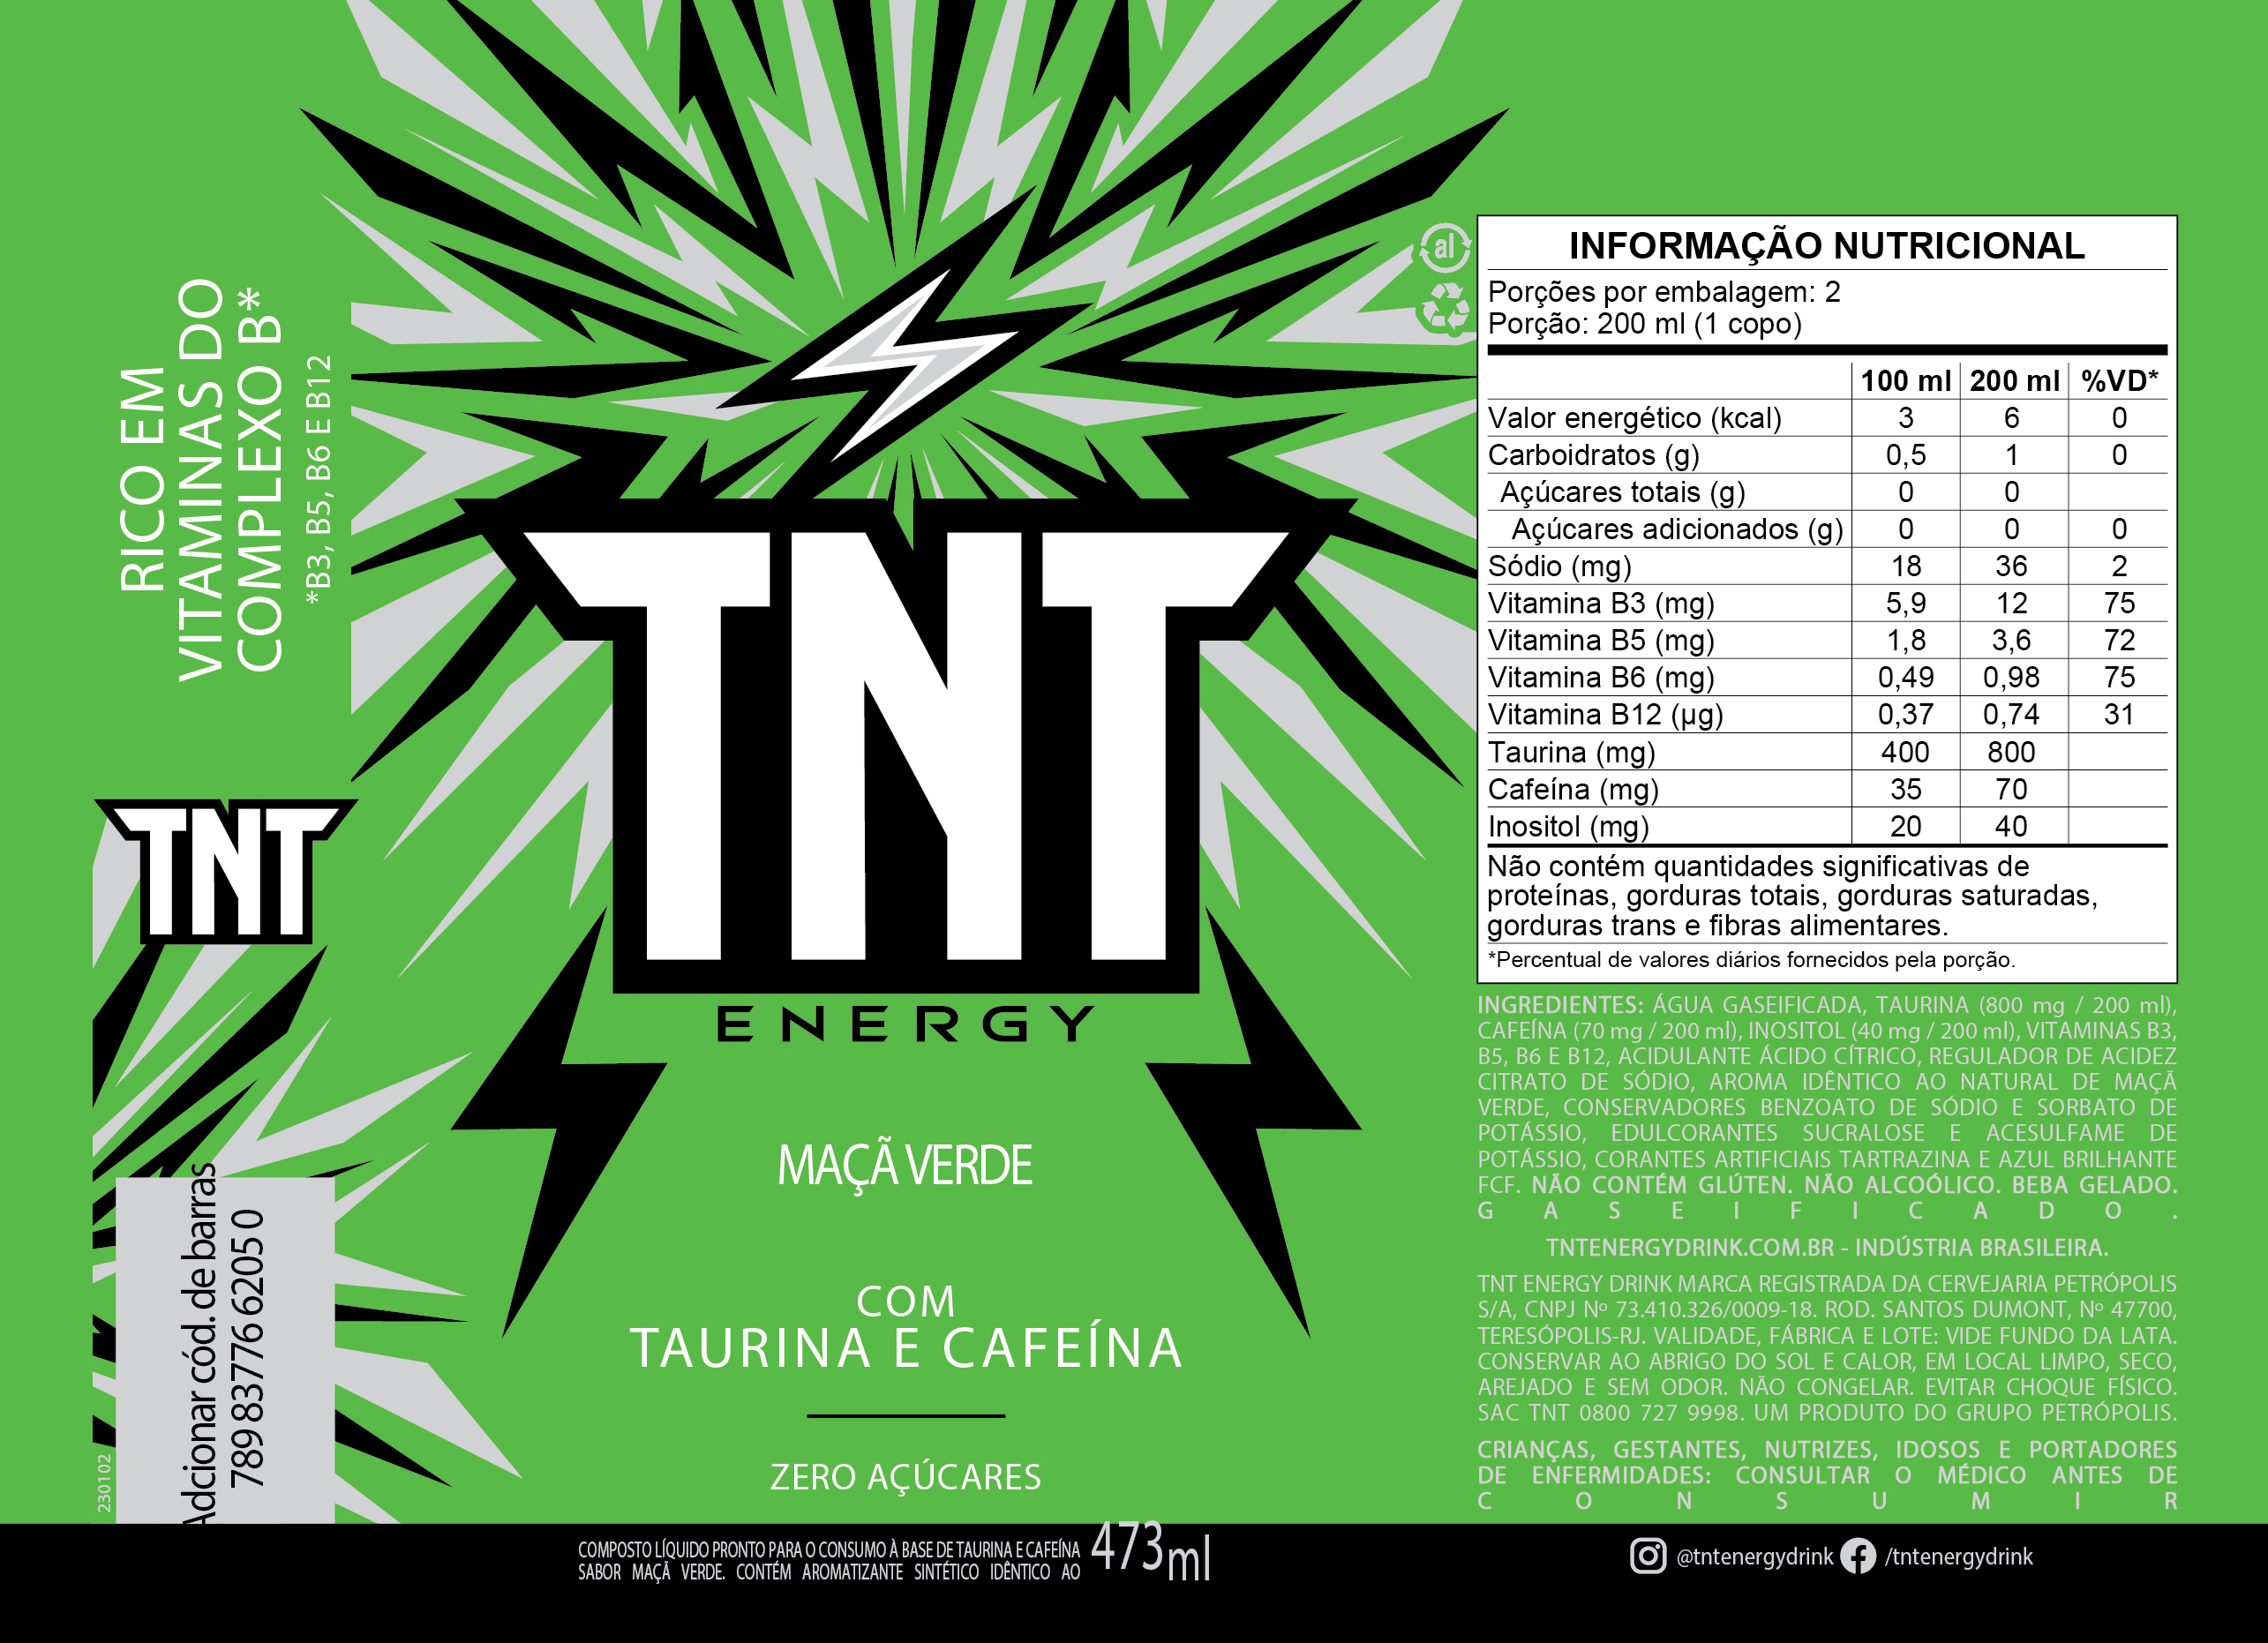 RICO EM
VITAMINAS DO
COMPLEXO B*
*B3, B5, B6 E B12
TNT
Adcionar cód. de barras
789 83776 6205 0
230102
TNT
ENERGY
MAÇÃ VERDE
COM
TAURINA E CAFEÍNA
ZERO AÇÚCARES
COMPOSTO LÍQUIDO PRONTO PARA O CONSUMO À BASE DE TAURINA E CAFEÍNA
SABOR MAÇÃ VERDE. CONTÉM AROMATIZANTE SINTÉTICO IDÊNTICO AO
473ml
al
INFORMAÇÃO NUTRICIONAL
Porções por embalagem: 2
Porção: 200 ml (1 copo)
100 ml 200 ml %VD*
Valor energético (kcal) 3 6 0
Carboidratos (g) 0,5 1 0
Açúcares totais (g) 0 0
Açúcares adicionados (g) 0 0 0
Sódio (mg) 18 36 2
Vitamina B3 (mg) 5,9 12 75
Vitamina B5 (mg) 1,8 3,6 72
Vitamina B6 (mg) 0,49 0,98 75
Vitamina B12 (µg) 0,37 0,74 31
Taurina (mg) 400 800
Cafeína (mg) 35 70
Inositol (mg) 20 40
Não contém quantidades significativas de
proteínas, gorduras totais, gorduras saturadas,
gorduras trans e fibras alimentares.
*Percentual de valores diários fornecidos pela porção.
INGREDIENTES: ÁGUA GASEIFICADA, TAURINA (800 mg / 200 ml),
CAFEÍNA (70 mg / 200 ml), INOSITOL (40 mg / 200 ml), VITAMINAS B3,
B5, B6 E B12, ACIDULANTE ÁCIDO CÍTRICO, REGULADOR DE ACIDEZ
CITRATO DE SÓDIO, AROMA IDÊNTICO AO NATURAL DE MAÇÃ
VERDE, CONSERVADORES BENZOATO DE SÓDIO E SORBATO DE
POTÁSSIO, EDULCORANTES SUCRALOSE E ACESULFAME DE
POTÁSSIO, CORANTES ARTIFICIAIS TARTRAZINA E AZUL BRILHANTE
FCF. NÃO CONTÉM GLÚTEN. NÃO ALCOÓLICO. BEBA GELADO.
GASEIFICADO.
TNTENERGYDRINK.COM.BR - INDÚSTRIA BRASILEIRA.
TNT ENERGY DRINK MARCA REGISTRADA DA CERVEJARIA PETRÓPOLIS
S/A, CNPJ Nº 73.410.326/0009-18. ROD. SANTOS DUMONT, Nº 47700,
TERESÓPOLIS-RJ. VALIDADE, FÁBRICA E LOTE: VIDE FUNDO DA LATA.
CONSERVAR AO ABRIGO DO SOL E CALOR, EM LOCAL LIMPO, SECO,
AREJADO E SEM ODOR. NÃO CONGELAR. EVITAR CHOQUE FÍSICO.
SAC TNT 0800 727 9998. UM PRODUTO DO GRUPO PETRÓPOLIS.
CRIANÇAS, GESTANTES, NUTRIZES, IDOSOS E PORTADORES
DE ENFERMIDADES: CONSULTAR O MÉDICO ANTES DE
CONSUMIR
@tntenergydrink /tntenergydrink